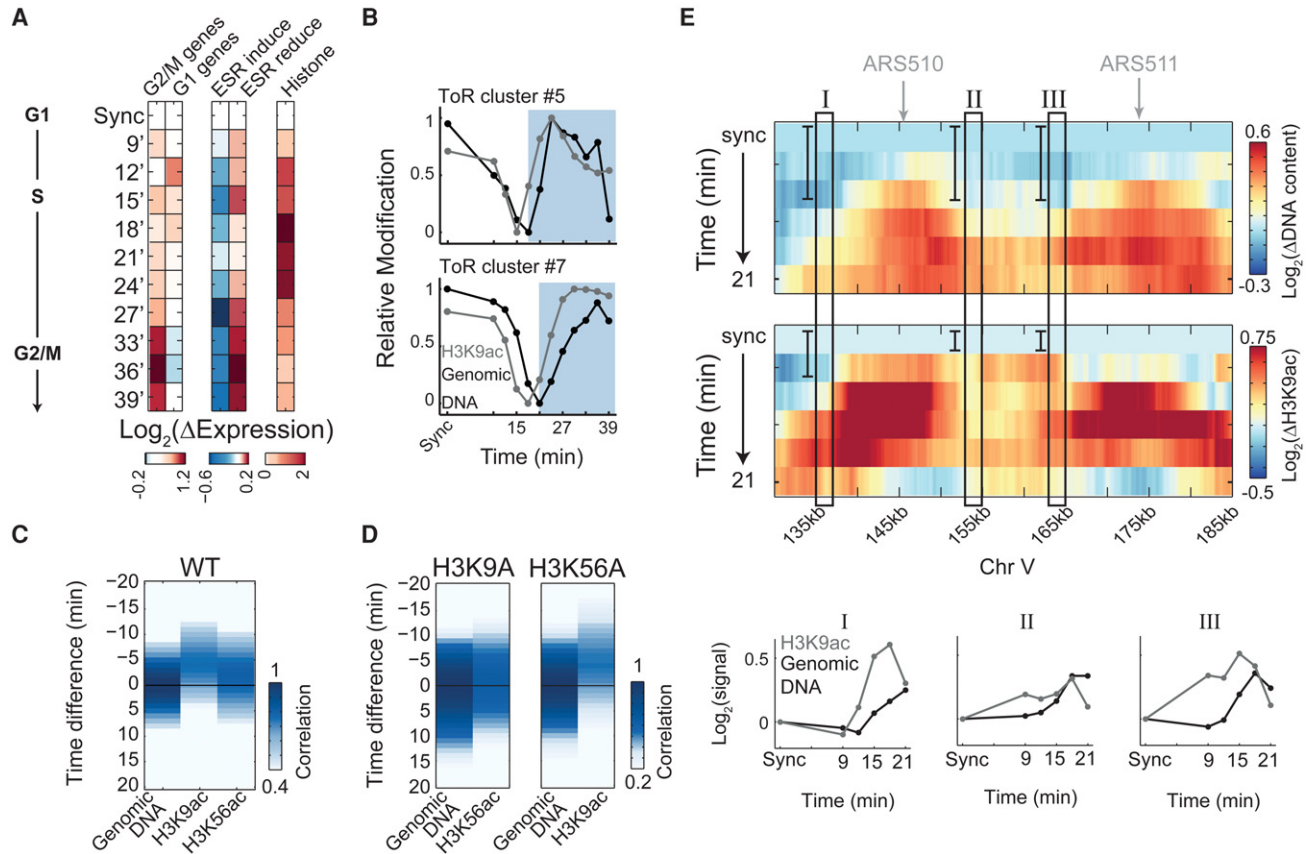 A
G2/M genes
G1 genes
ESR induce
ESR reduce
Histone
G1
S
G2/M
Sync
9'
12'
15'
18'
21'
24'
27'
33'
36'
39'
Log2(ΔExpression)
-0.2
1.2
-0.6
0.2
0
2
B
ToR cluster #5
1
0.5
0
ToR cluster #7
1
0.5
0
H3K9ac
Genomic
DNA
Relative Modification
Sync
15
27
39
Time (min)
C
WT
Time difference (min)
−20
−15
−10
−5
0
5
10
15
20
Genomic
DNA
H3K9ac
H3K56ac
1
0.4
Correlation
D
H3K9A
H3K56A
−20
−15
−10
−5
0
5
10
15
20
Genomic
DNA
H3K56ac
Genomic
DNA
H3K9ac
1
0.2
Correlation
E
ARS510
ARS511
I
II
III
sync
21
Time (min)
0.6
-0.3
Log2(ΔDNA content)
sync
21
Time (min)
0.75
-0.5
Log2(ΔH3K9ac)
135kb
145kb
155kb
165kb
175kb
185kb
Chr V
I
II
III
H3K9ac
Genomic
DNA
Log2(signal)
0.5
0
Sync
9
15
21
Time (min)
Sync
9
15
21
Time (min)
Sync
9
15
21
Time (min)